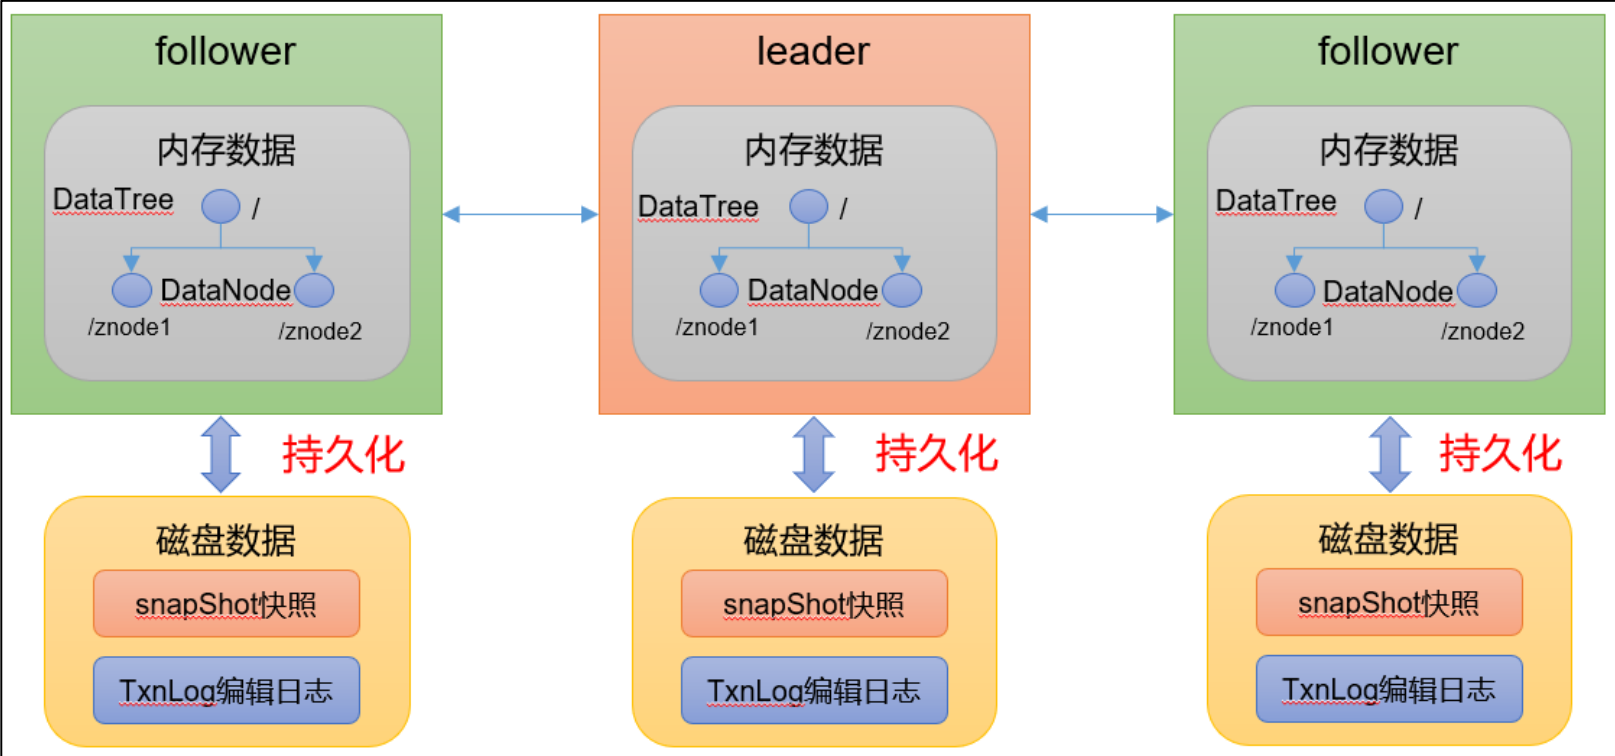 follower
内存数据
DataTree
/
DataNode
/znode1
/znode2
持久化
磁盘数据
snapShot快照
TxnLog编辑日志
leader
内存数据
DataTree
/
DataNode
/znode1
/znode2
持久化
磁盘数据
snapShot快照
TxnLog编辑日志
follower
内存数据
DataTree
/
DataNode
/znode1
/znode2
持久化
磁盘数据
snapShot快照
TxnLog编辑日志